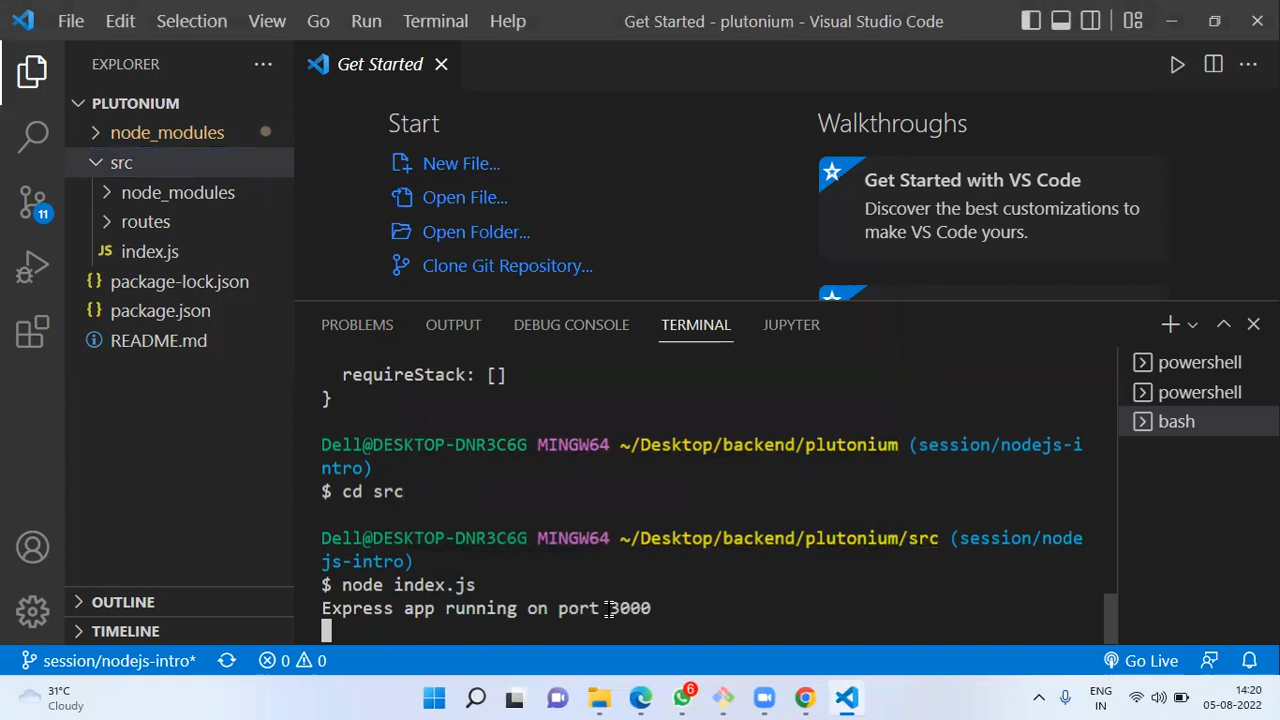 File Edit Selection View Go Run Terminal Help Get Started - plutonium - Visual Studio Code
EXPLORER
Get Started
PLUTONIUM
node_modules
src
node_modules
routes
JS index.js
{} package-lock.json
{} package.json
README.md
OUTLINE
TIMELINE
11
Start
New File...
Open File...
Open Folder...
Clone Git Repository...
Walkthroughs
Get Started with VS Code
Discover the best customizations to
make VS Code yours.
PROBLEMS OUTPUT DEBUG CONSOLE TERMINAL JUPYTER
requireStack: []
}
Dell@DESKTOP-DNR3C6G MINGW64 ~/Desktop/backend/plutonium (session/nodejs-i
ntro)
$ cd src
Dell@DESKTOP-DNR3C6G MINGW64 ~/Desktop/backend/plutonium/src (session/node
js-intro)
$ node index.js
Express app running on port 3000
powershell
powershell
bash
session/nodejs-intro* 0 0 Go Live
31°C
Cloudy
6
ENG
IN
14:20
05-08-2022